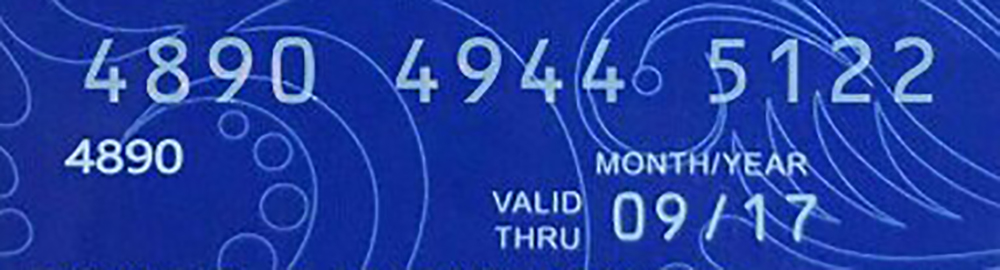 4890 4944 5122
4890
MONTH/YEAR
VALID
THRU 09/17